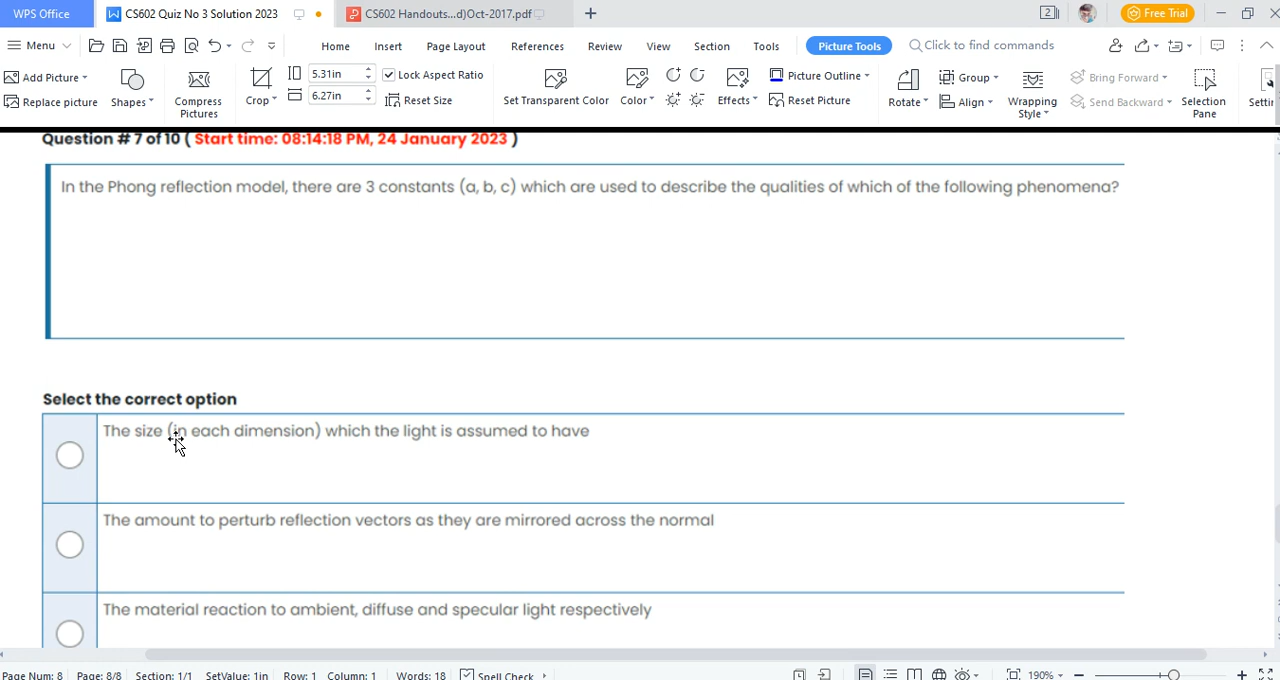 WPS Office
CS602 Quiz No 3 Solution 2023
CS602 Handouts...d)Oct-2017.pdf
+
2
Free Trial
Menu
Home
Insert
Page Layout
References
Review
View
Section
Tools
Picture Tools
Click to find commands
Add Picture
Replace picture
Shapes
Compress
Pictures
Crop
5.31in
6.27in
Lock Aspect Ratio
Reset Size
Set Transparent Color
Color
Effects
Picture Outline
Reset Picture
Rotate
Group
Align
Wrapping
Style
Bring Forward
Send Backward
Selection
Pane
Question # 7 of 10 ( Start time: 08:14:18 PM, 24 January 2023 )
In the Phong reflection model, there are 3 constants (a, b, c) which are used to describe the qualities of which of the following phenomena?
Select the correct option
The size (in each dimension) which the light is assumed to have
The amount to perturb reflection vectors as they are mirrored across the normal
The material reaction to ambient, diffuse and specular light respectively
Page Num: 8 Page: 8/8 Section: 1/1 SetValue: 1in Row: 1 Column: 1 Words: 18 Spell Check 190%